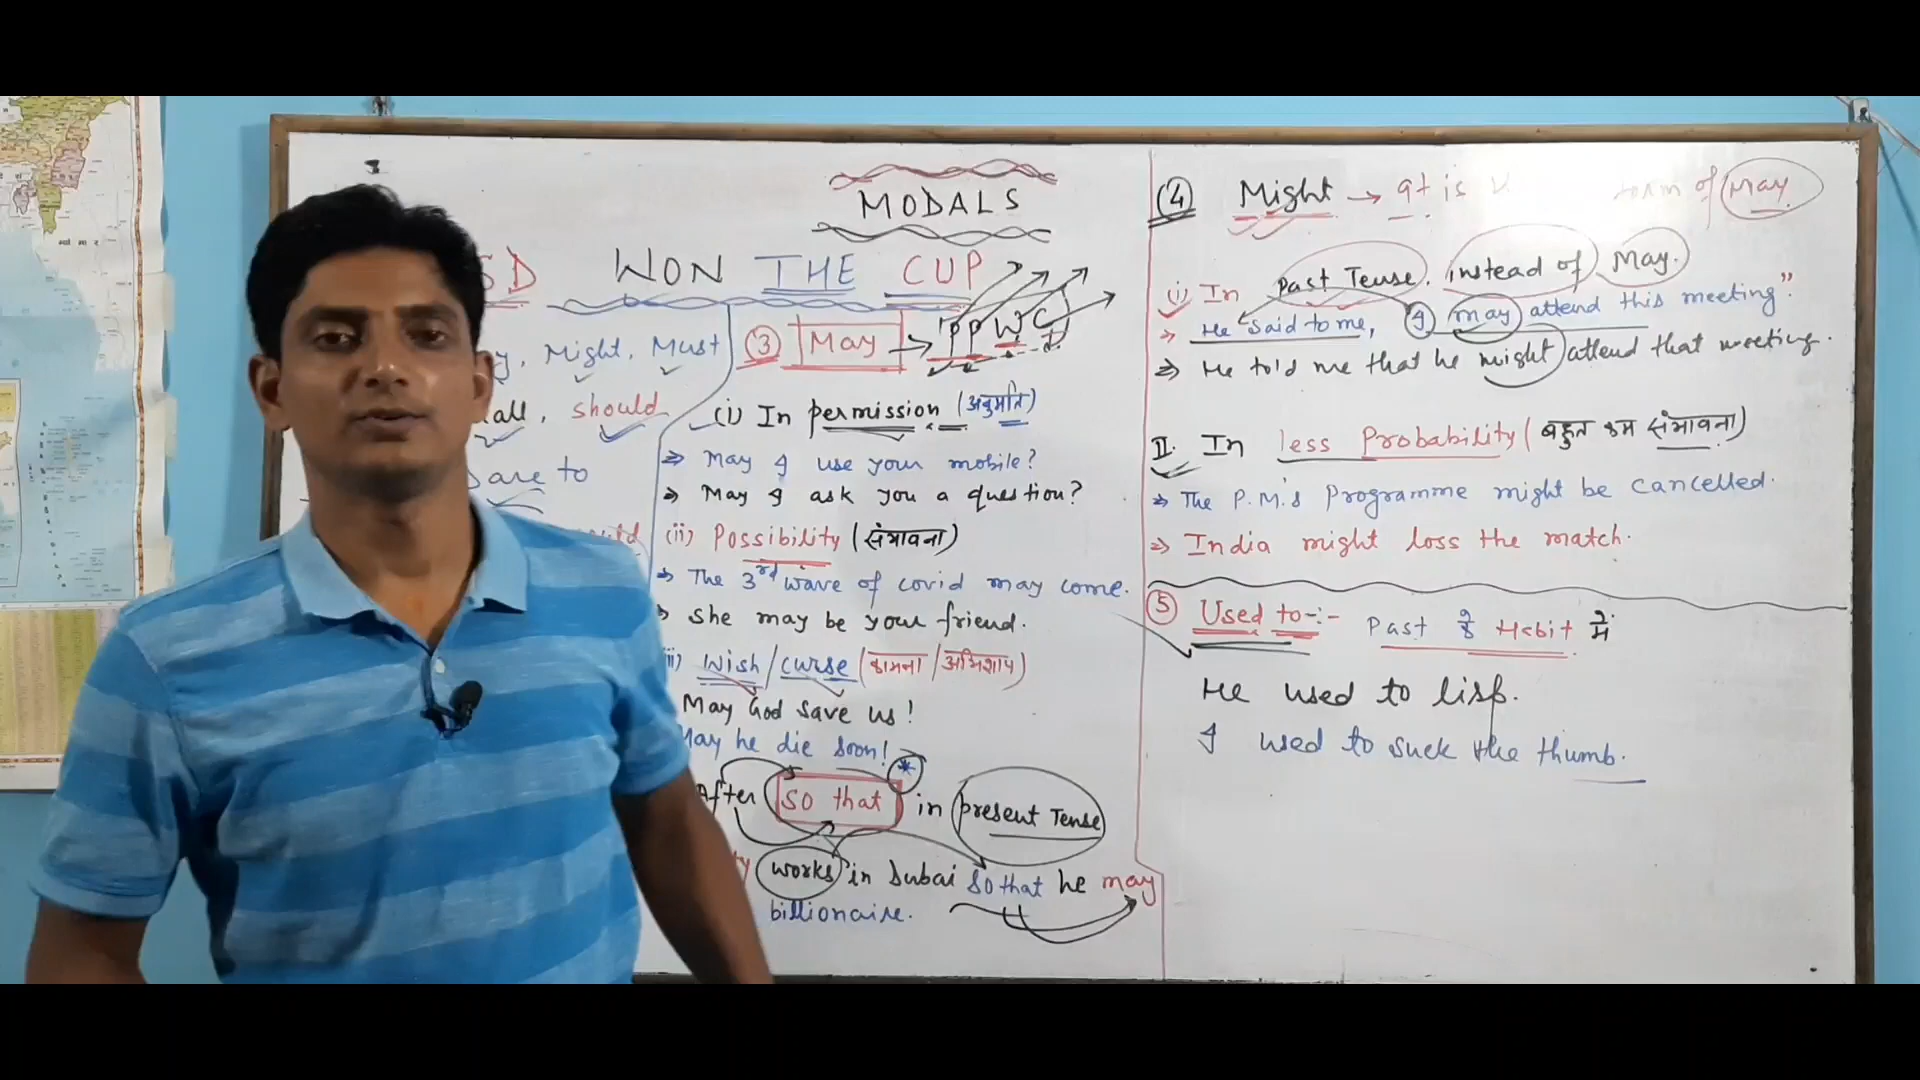 MODALS
SD WON THE CUP
Might, Must
all, should
Dare to
(3) May → PPWC
(i) In permission (अनुमति)
⇒ May I use your mobile?
⇒ May I ask you a question?
(ii) Possibility (संभावना)
⇒ The 3rd wave of covid may come.
She may be your friend.
Wish/curse (कामना/अभिशाप)
May God save us!
May he die soon!
After so that * in present Tense
works in Dubai so that he may
billionaire.
(4) Might → It is form of May
(i) In Past Tense. instead of May.
⇒ He said to me, I may attend this meeting"
⇒ He told me that he might attend that meeting.
II. In less Probability (बहुत कम संभावना)
⇒ The P.M.'s Programme might be cancelled.
⇒ India might loss the match.
(5) Used to :- Past के Habit में
He used to lisp.
I used to suck the thumb.